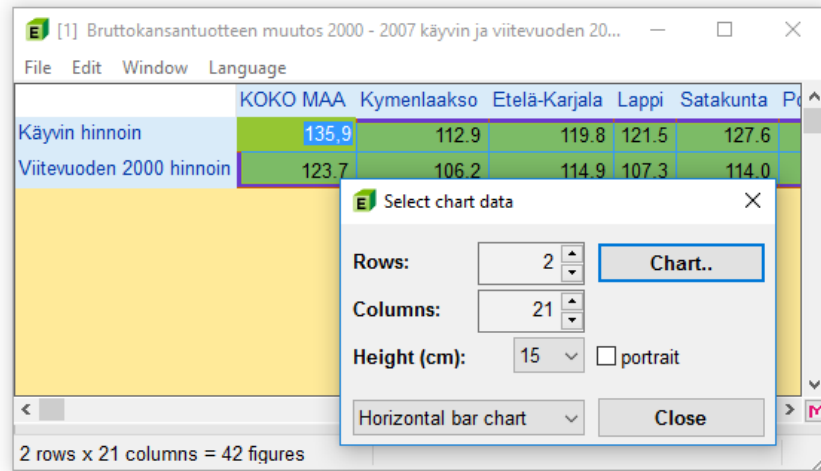 [1] Bruttokansantuotteen muutos 2000 - 2007 käyvin ja viitevuoden 20...
File Edit Window Language
KOKO MAA Kymenlaakso Etelä-Karjala Lappi Satakunta
Käyvin hinnoin 135,9 112.9 119.8 121.5 127.6
Viitevuoden 2000 hinnoin 123.7 106.2 114.9 107.3 114.0
E Select chart data
Rows: 2 Chart..
Columns: 21
Height (cm): 15 portrait
Horizontal bar chart Close
2 rows x 21 columns = 42 figures